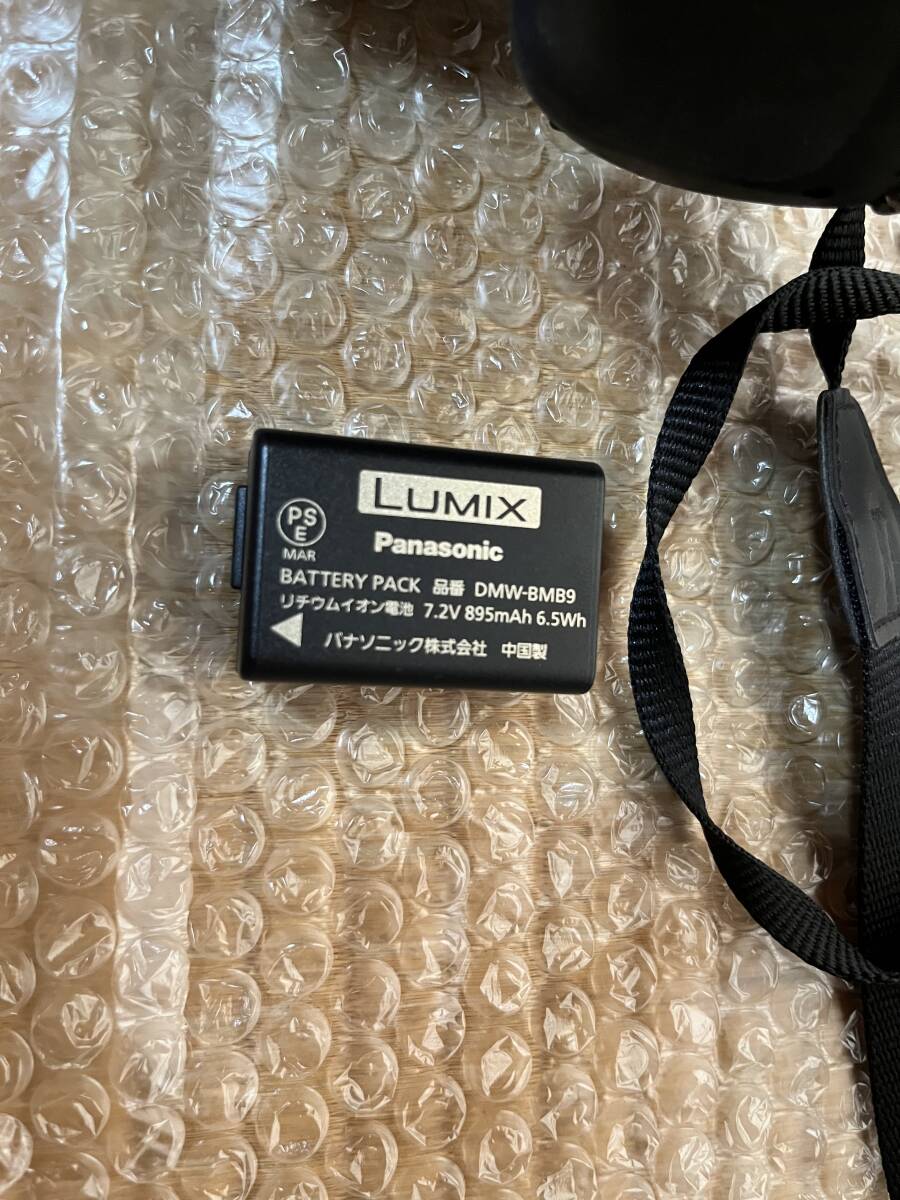 LUMIX
PS
E
MAR
Panasonic
BATTERY PACK 品番 DMW-BMB9
リチウムイオン電池 7.2V 895mAh 6.5Wh
パナソニック株式会社 中国製